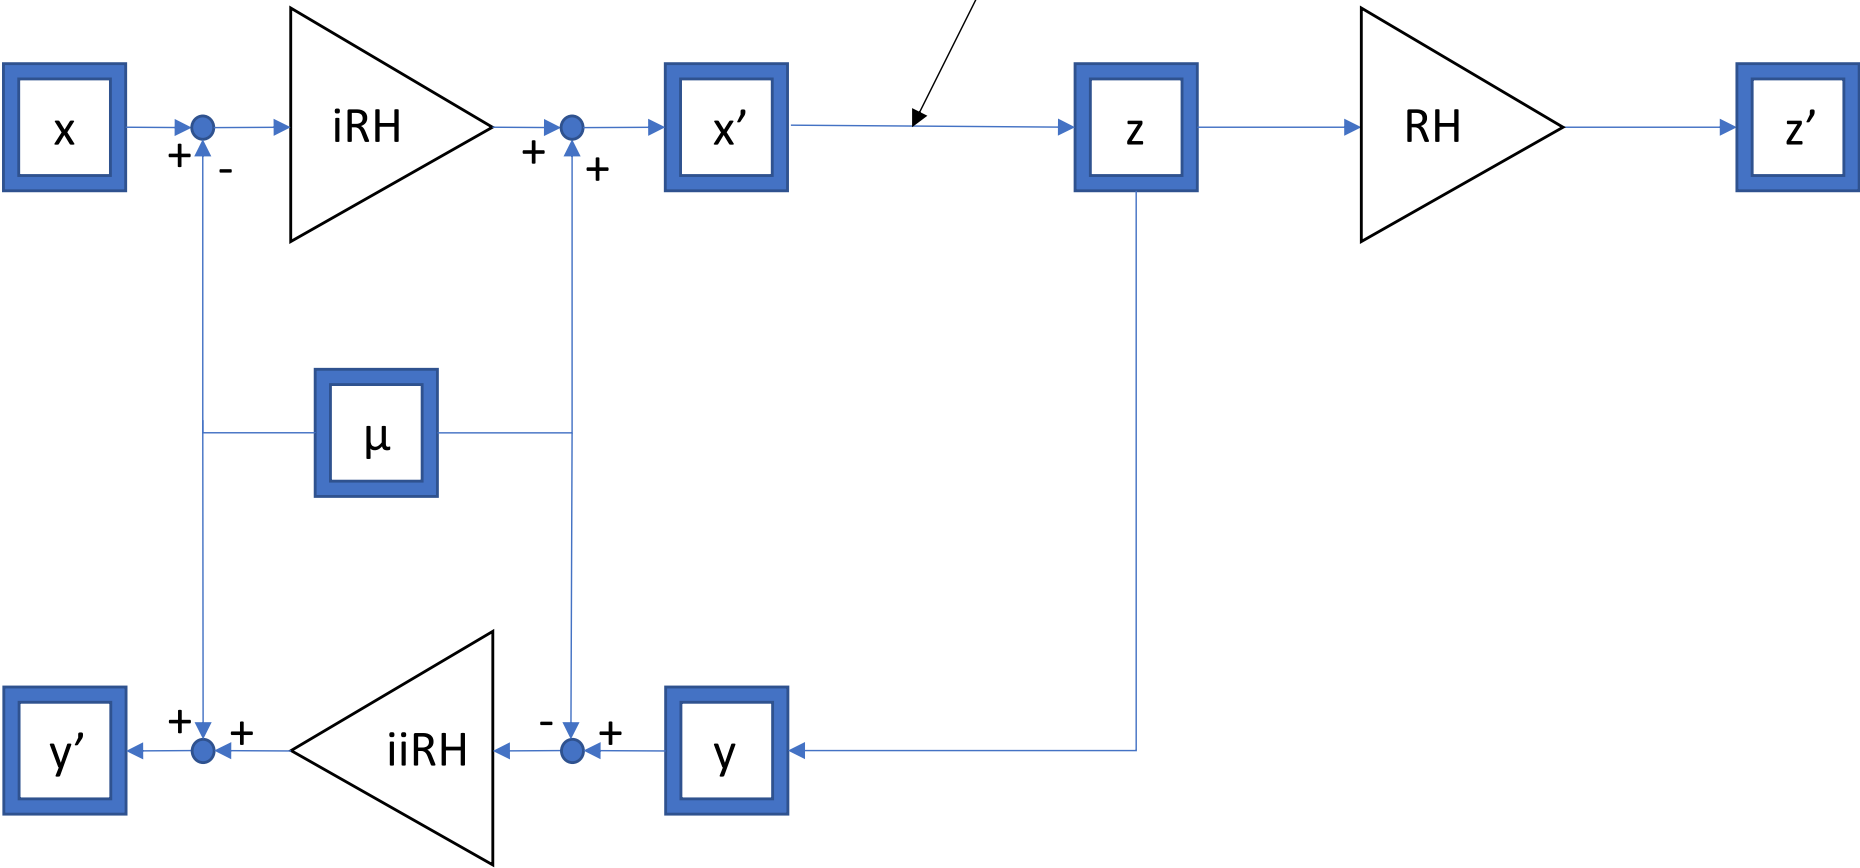 x
+
-
iRH
+
+
x’
z
RH
z’
μ
y’
+
+
iiRH
-
+
y